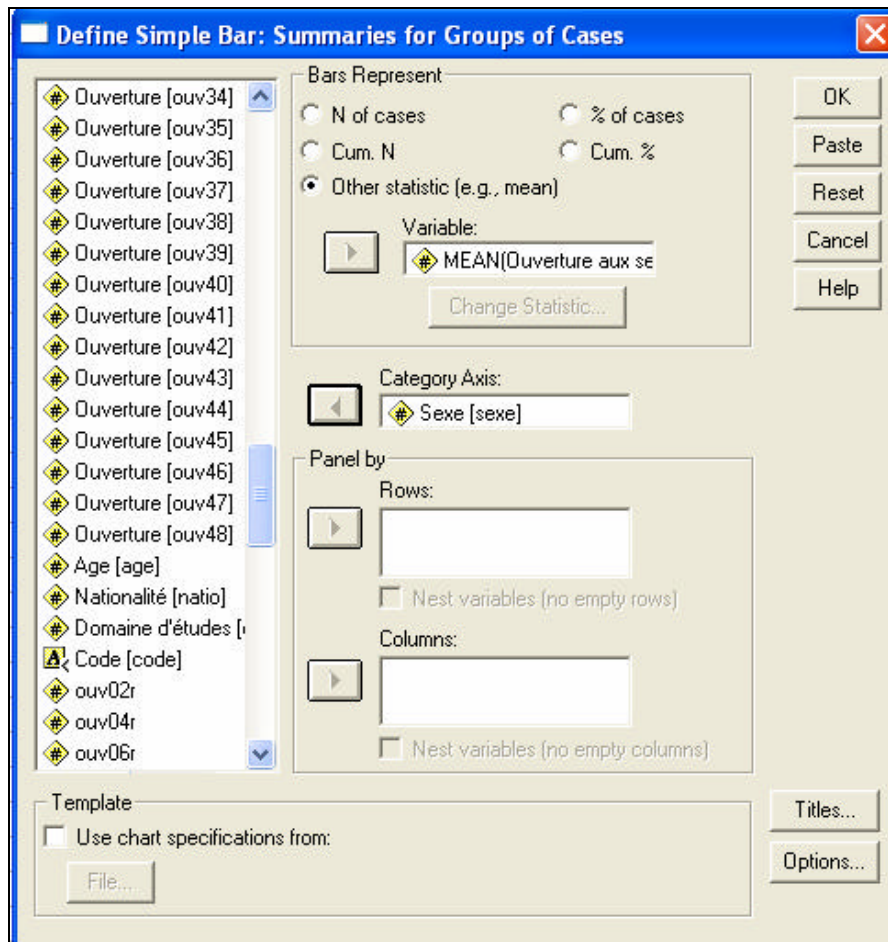 Define Simple Bar: Summaries for Groups of Cases
Ouverture [ouv34]
Ouverture [ouv35]
Ouverture [ouv36]
Ouverture [ouv37]
Ouverture [ouv38]
Ouverture [ouv39]
Ouverture [ouv40]
Ouverture [ouv41]
Ouverture [ouv42]
Ouverture [ouv43]
Ouverture [ouv44]
Ouverture [ouv45]
Ouverture [ouv46]
Ouverture [ouv47]
Ouverture [ouv48]
Age [age]
Nationalité [natio]
Domaine d'études [
Code [code]
ouv02r
ouv04r
ouv06r
Bars Represent
N of cases
% of cases
Cum. N
Cum. %
Other statistic (e.g., mean)
Variable:
MEAN(Ouverture aux se
Change Statistic...
Category Axis:
Sexe [sexe]
Panel by
Rows:
Nest variables (no empty rows)
Columns:
Nest variables (no empty columns)
OK
Paste
Reset
Cancel
Help
Template
Use chart specifications from:
File...
Titles...
Options...